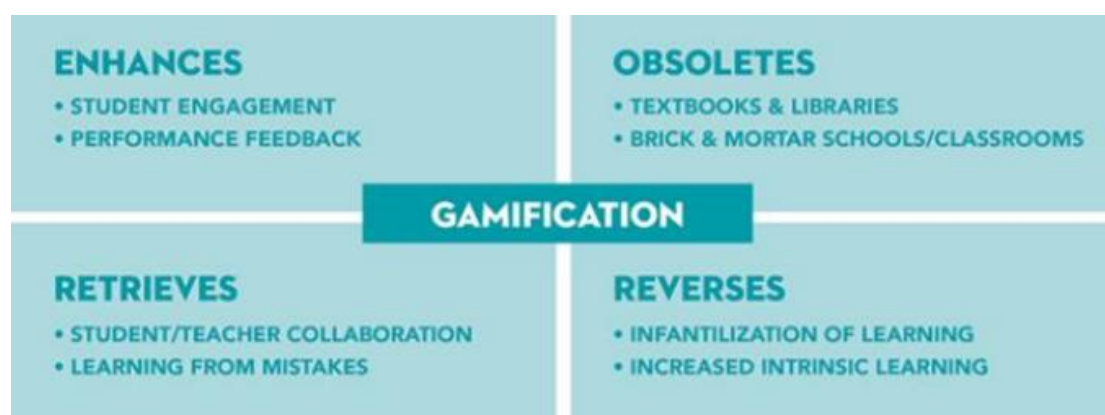 ENHANCES
• STUDENT ENGAGEMENT
• PERFORMANCE FEEDBACK
OBSOLETES
• TEXTBOOKS & LIBRARIES
• BRICK & MORTAR SCHOOLS/CLASSROOMS
GAMIFICATION
RETRIEVES
• STUDENT/TEACHER COLLABORATION
• LEARNING FROM MISTAKES
REVERSES
• INFANTILIZATION OF LEARNING
• INCREASED INTRINSIC LEARNING